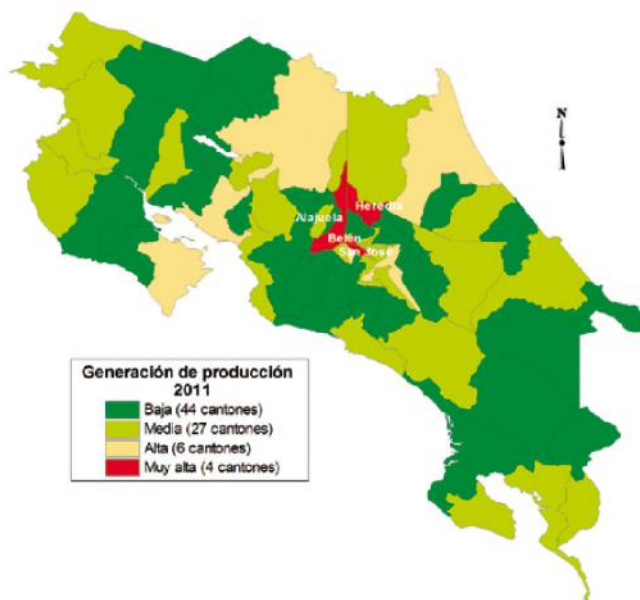 N
Heredia
Alajuela
Belén
San José
Generación de producción
2011
Baja (44 cantones)
Media (27 cantones)
Alta (6 cantones)
Muy alta (4 cantones)